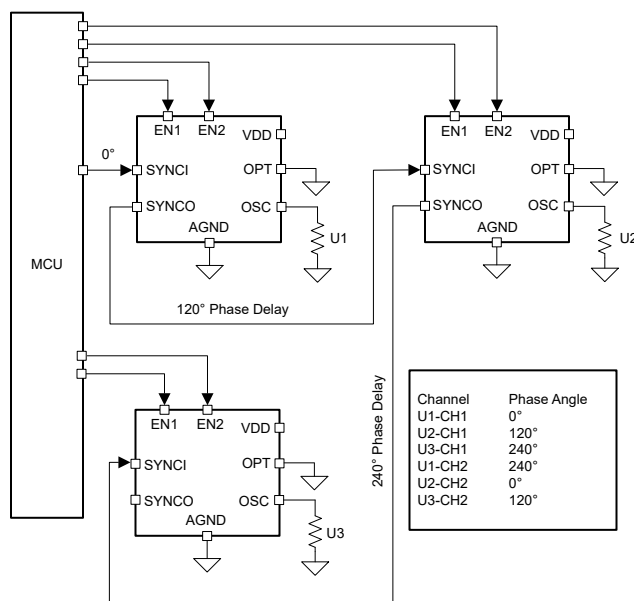 EN1 EN2
VDD
0°
SYNCI
OPT
SYNCO
OSC
AGND
U1
EN1 EN2
VDD
SYNCI
OPT
SYNCO
OSC
AGND
U2
MCU
120° Phase Delay
240° Phase Delay
EN1 EN2
VDD
SYNCI
OPT
SYNCO
OSC
AGND
U3
Channel Phase Angle
U1-CH1 0°
U2-CH1 120°
U3-CH1 240°
U1-CH2 240°
U2-CH2 0°
U3-CH2 120°